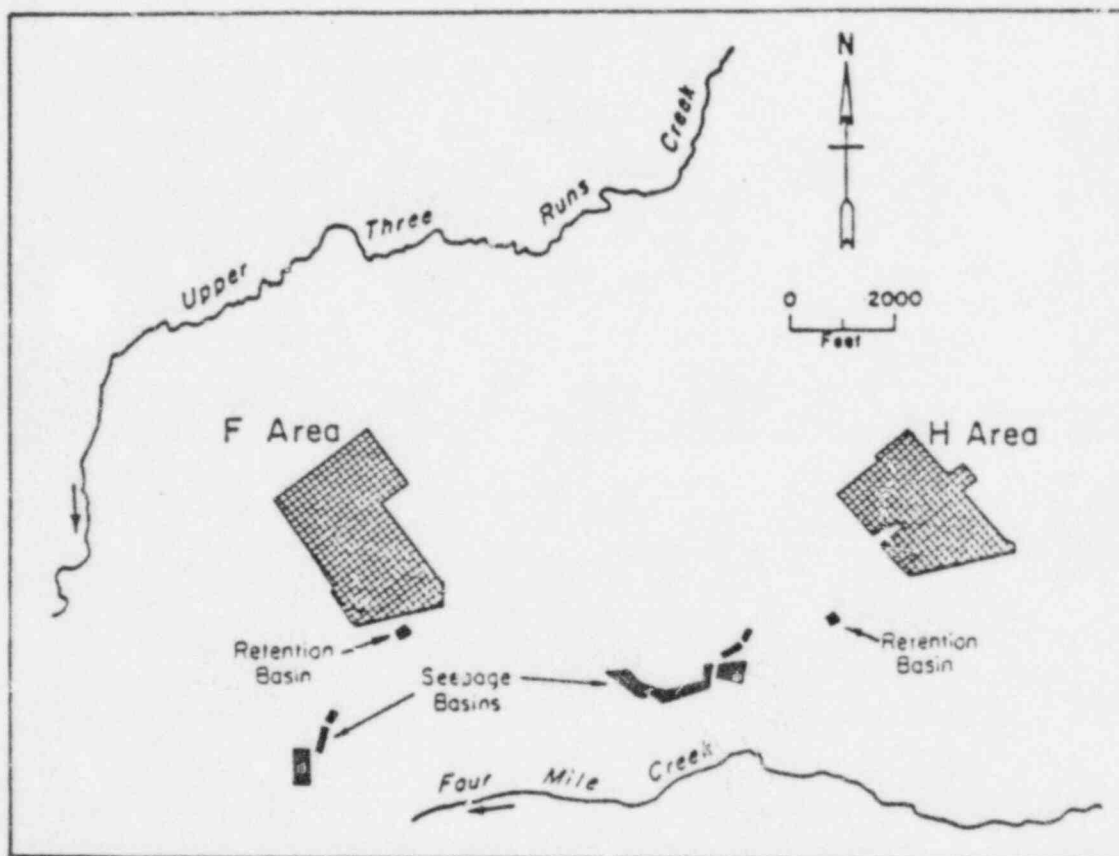 N
Upper Three Runs Creek
0 2000
Feet
F Area
H Area
Retention
Basin
Retention
Basin
Seepage
Basins
Four Mile Creek